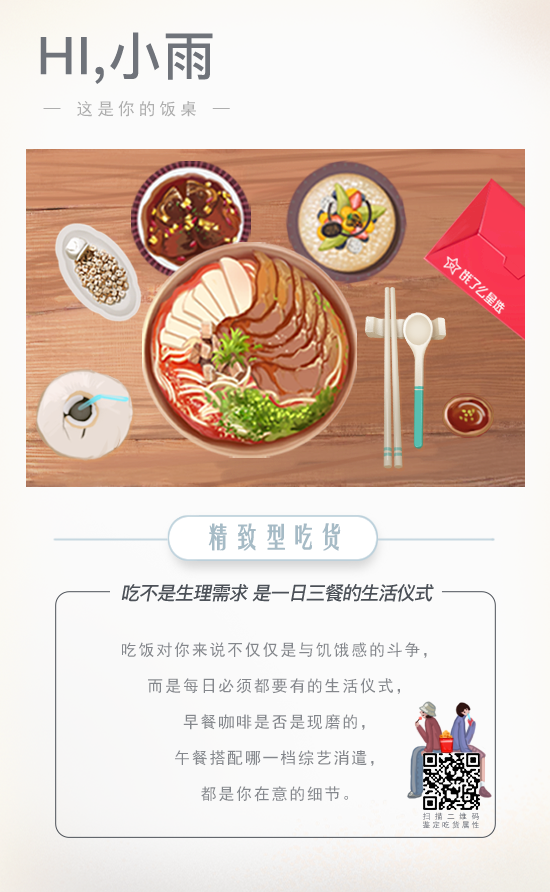 HI,小雨
— 这是你的饭桌 —
饿了么星选
精致型吃货
吃不是生理需求 是一日三餐的生活仪式
吃饭对你来说不仅仅是与饥饿感的斗争，
而是每日必须都要有的生活仪式，
早餐咖啡是否是现磨的，
午餐搭配哪一档综艺消遣，
都是你在意的细节。
扫描二维码
鉴定吃货属性